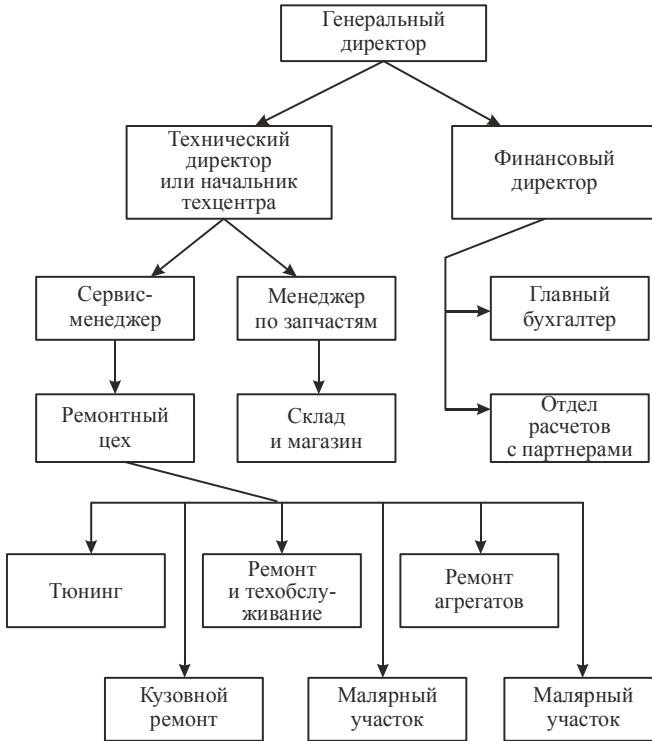 Генеральный
директор
Технический
директор
или начальник
техцентра
Финансовый
директор
Сервис-
менеджер
Менеджер
по запчастям
Главный
бухгалтер
Ремонтный
цех
Склад
и магазин
Отдел
расчетов
с партнерами
Тюнинг
Ремонт
и техобслу-
живание
Ремонт
агрегатов
Кузовной
ремонт
Малярный
участок
Малярный
участок